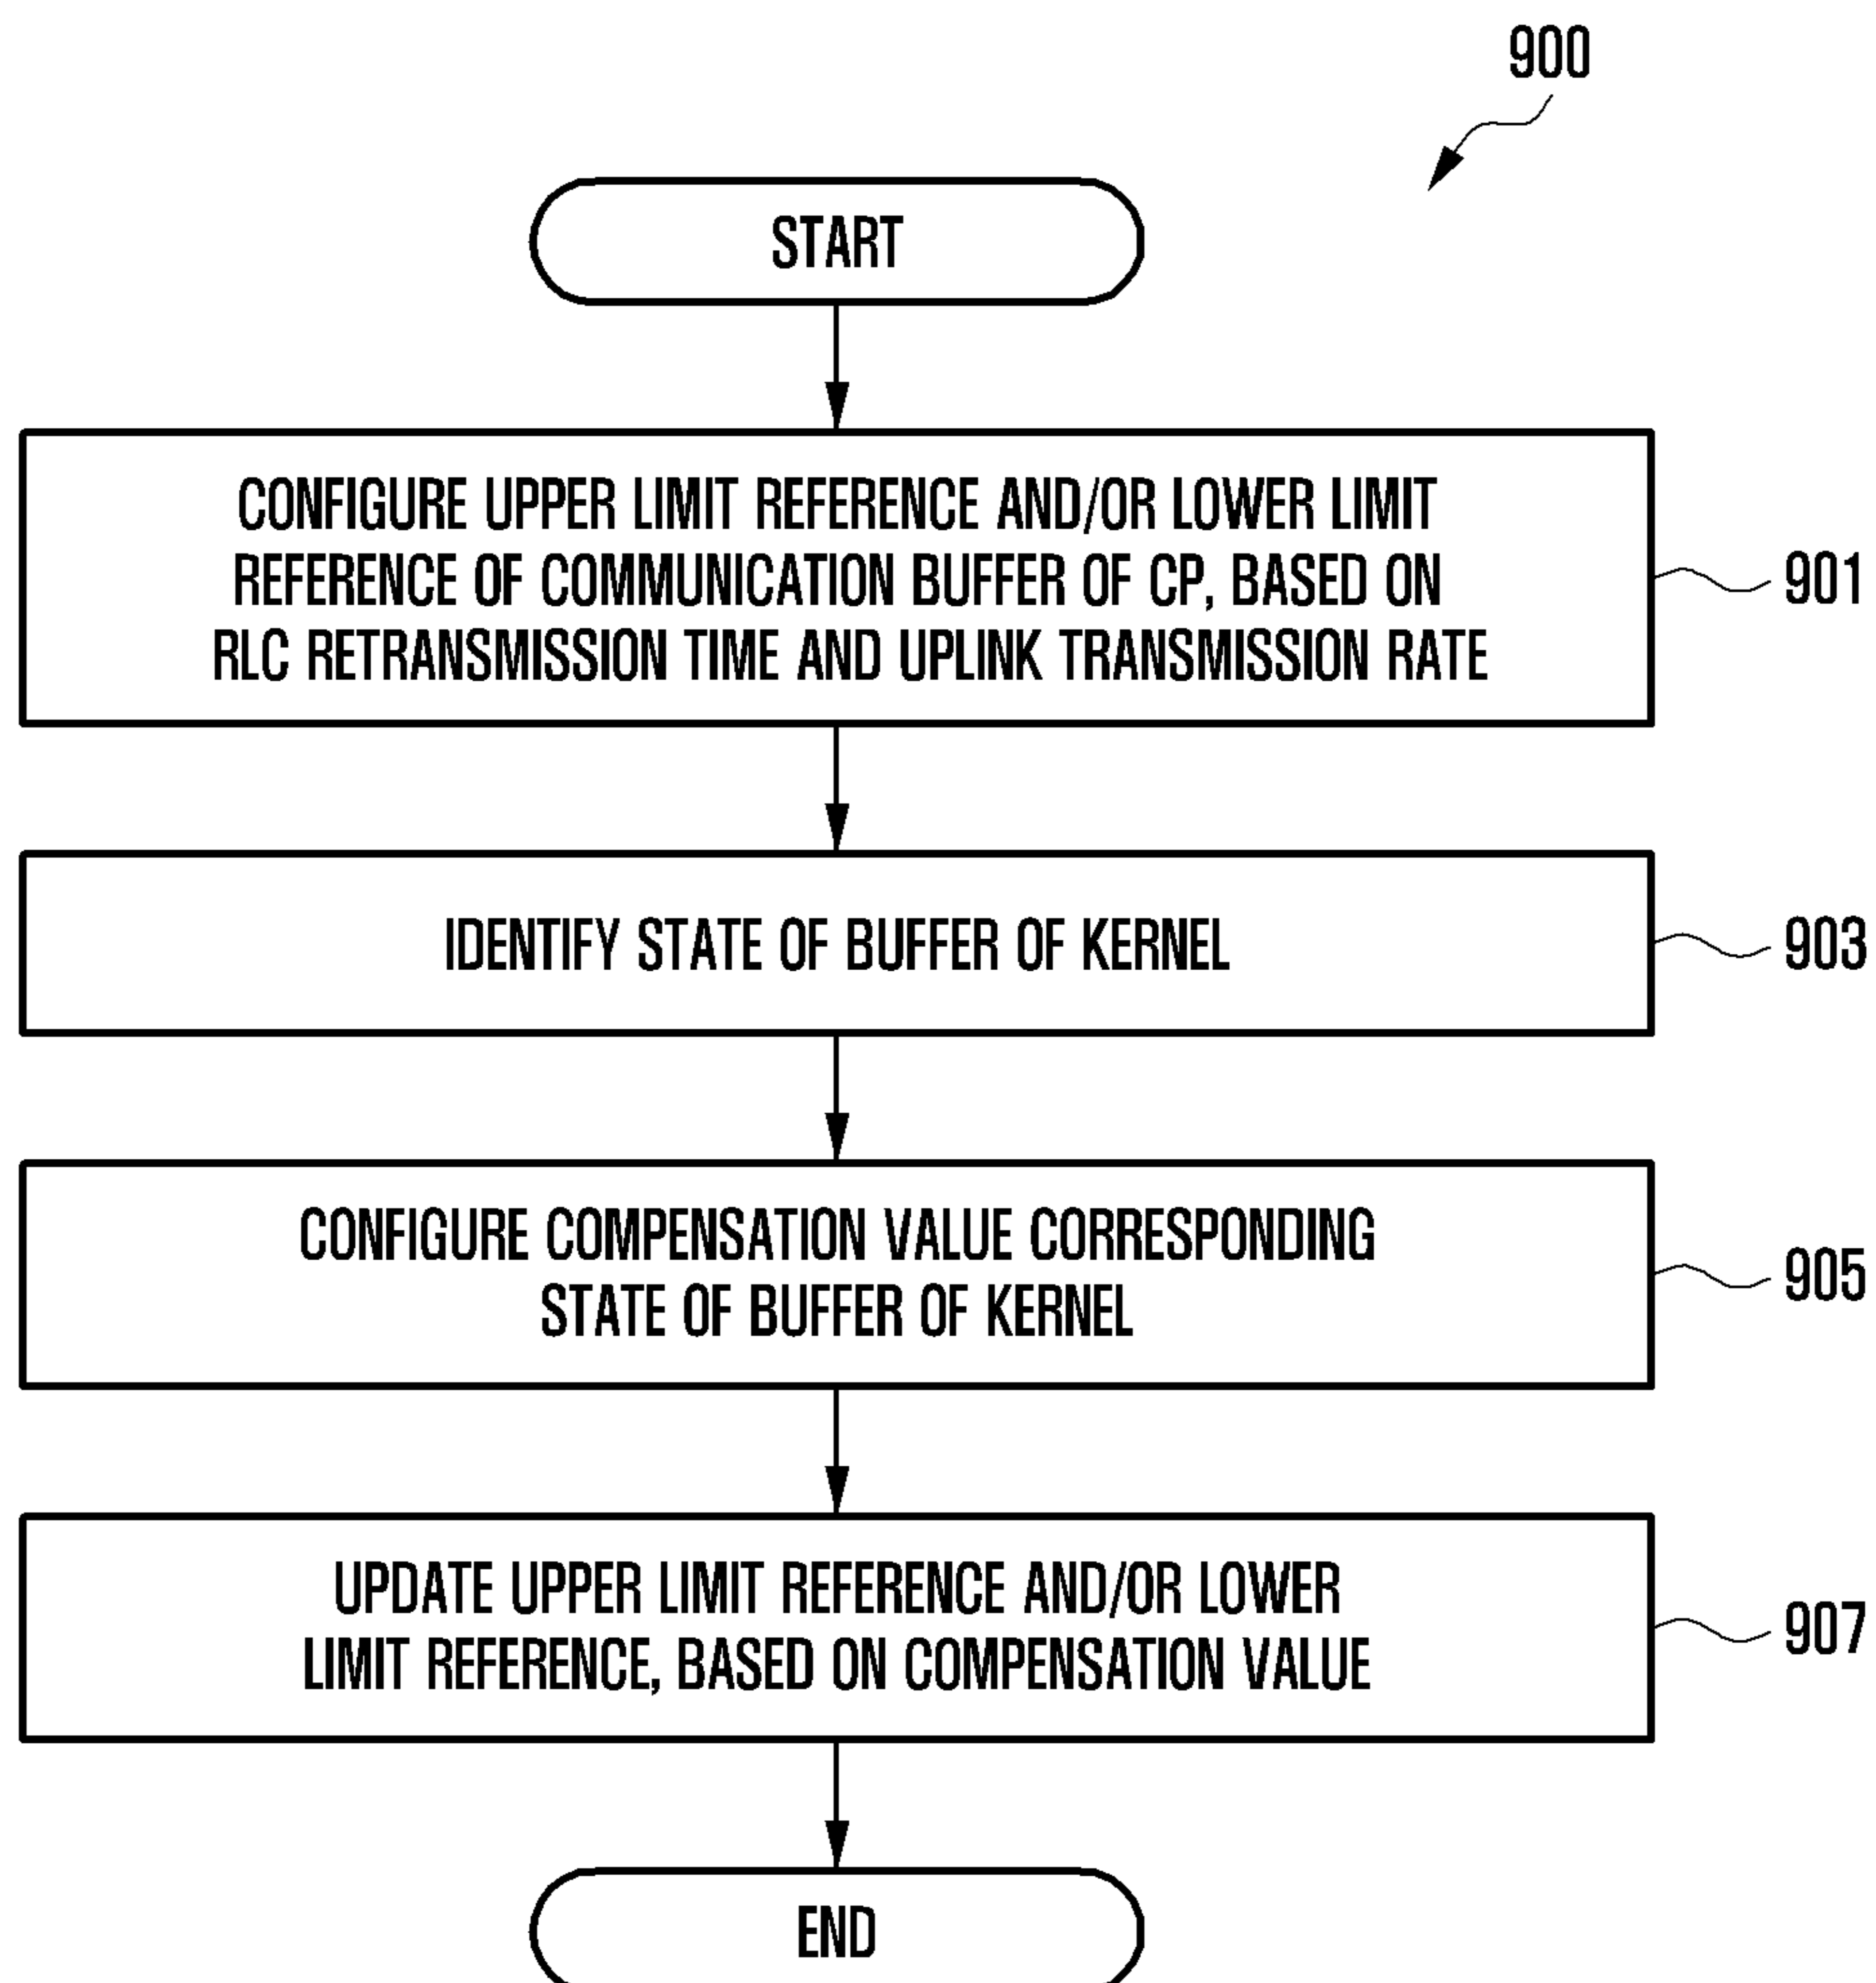 900
START
CONFIGURE UPPER LIMIT REFERENCE AND/OR LOWER LIMIT
REFERENCE OF COMMUNICATION BUFFER OF CP, BASED ON
RLC RETRANSMISSION TIME AND UPLINK TRANSMISSION RATE
901
IDENTIFY STATE OF BUFFER OF KERNEL
903
CONFIGURE COMPENSATION VALUE CORRESPONDING
STATE OF BUFFER OF KERNEL
905
UPDATE UPPER LIMIT REFERENCE AND/OR LOWER
LIMIT REFERENCE, BASED ON COMPENSATION VALUE
907
END